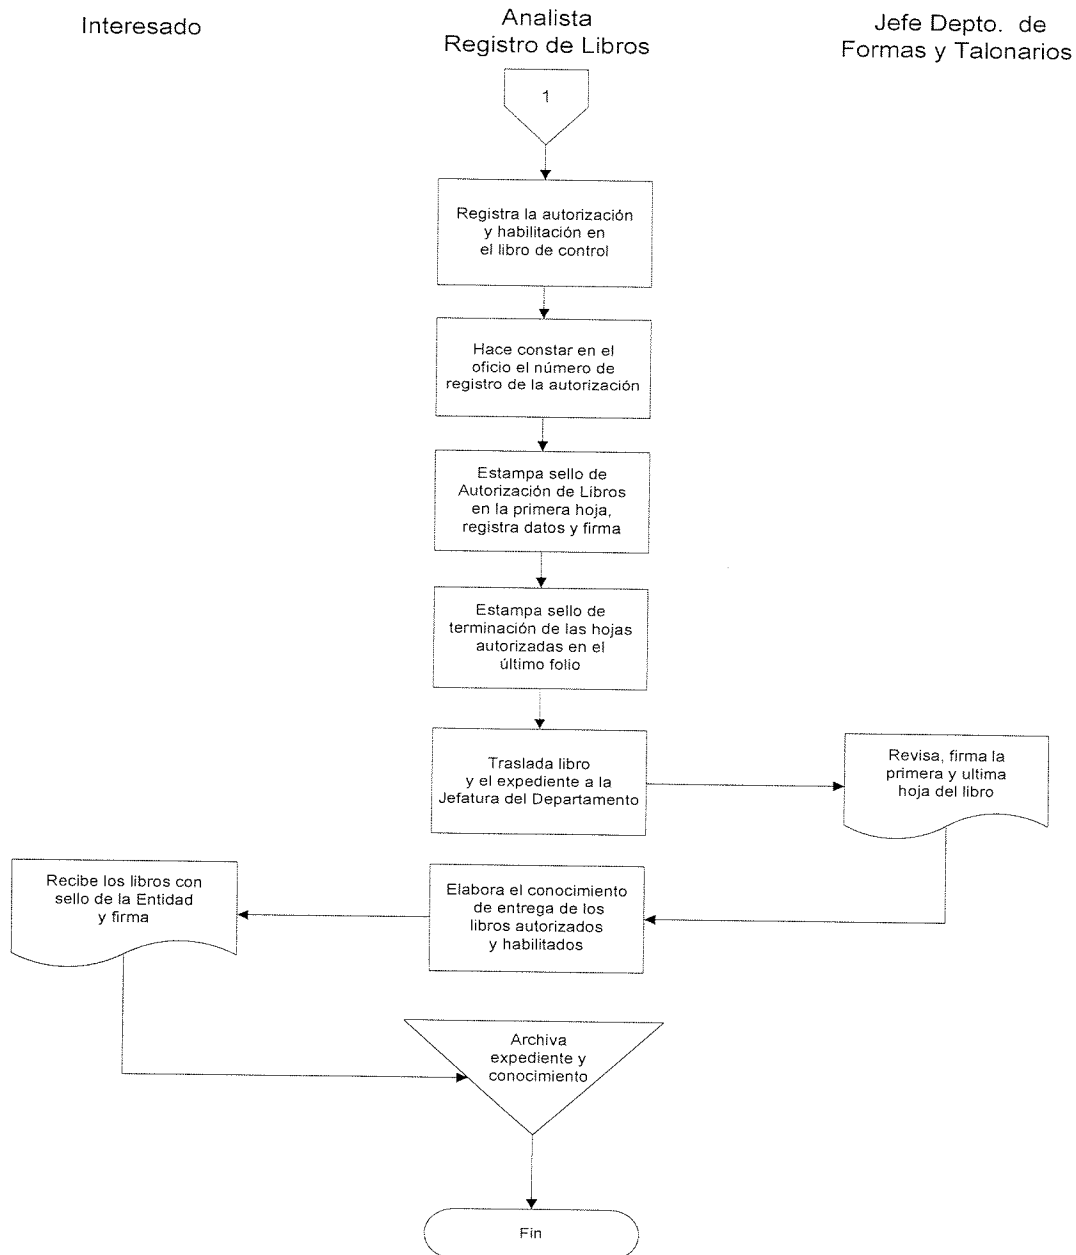 Interesado
Analista
Registro de Libros
Jefe Depto. de
Formas y Talonarios
1
Registra la autorización
y habilitación en
el libro de control
Hace constar en el
oficio el número de
registro de la autorización
Estampa sello de
Autorización de Libros
en la primera hoja,
registra datos y firma
Estampa sello de
terminación de las hojas
autorizadas en el
último folio
Traslada libro
y el expediente a la
Jefatura del Departamento
Revisa, firma la
primera y ultima
hoja del libro
Elabora el conocimiento
de entrega de los
libros autorizados
y habilitados
Recibe los libros con
sello de la Entidad
y firma
Archiva
expediente y
conocimiento
Fin